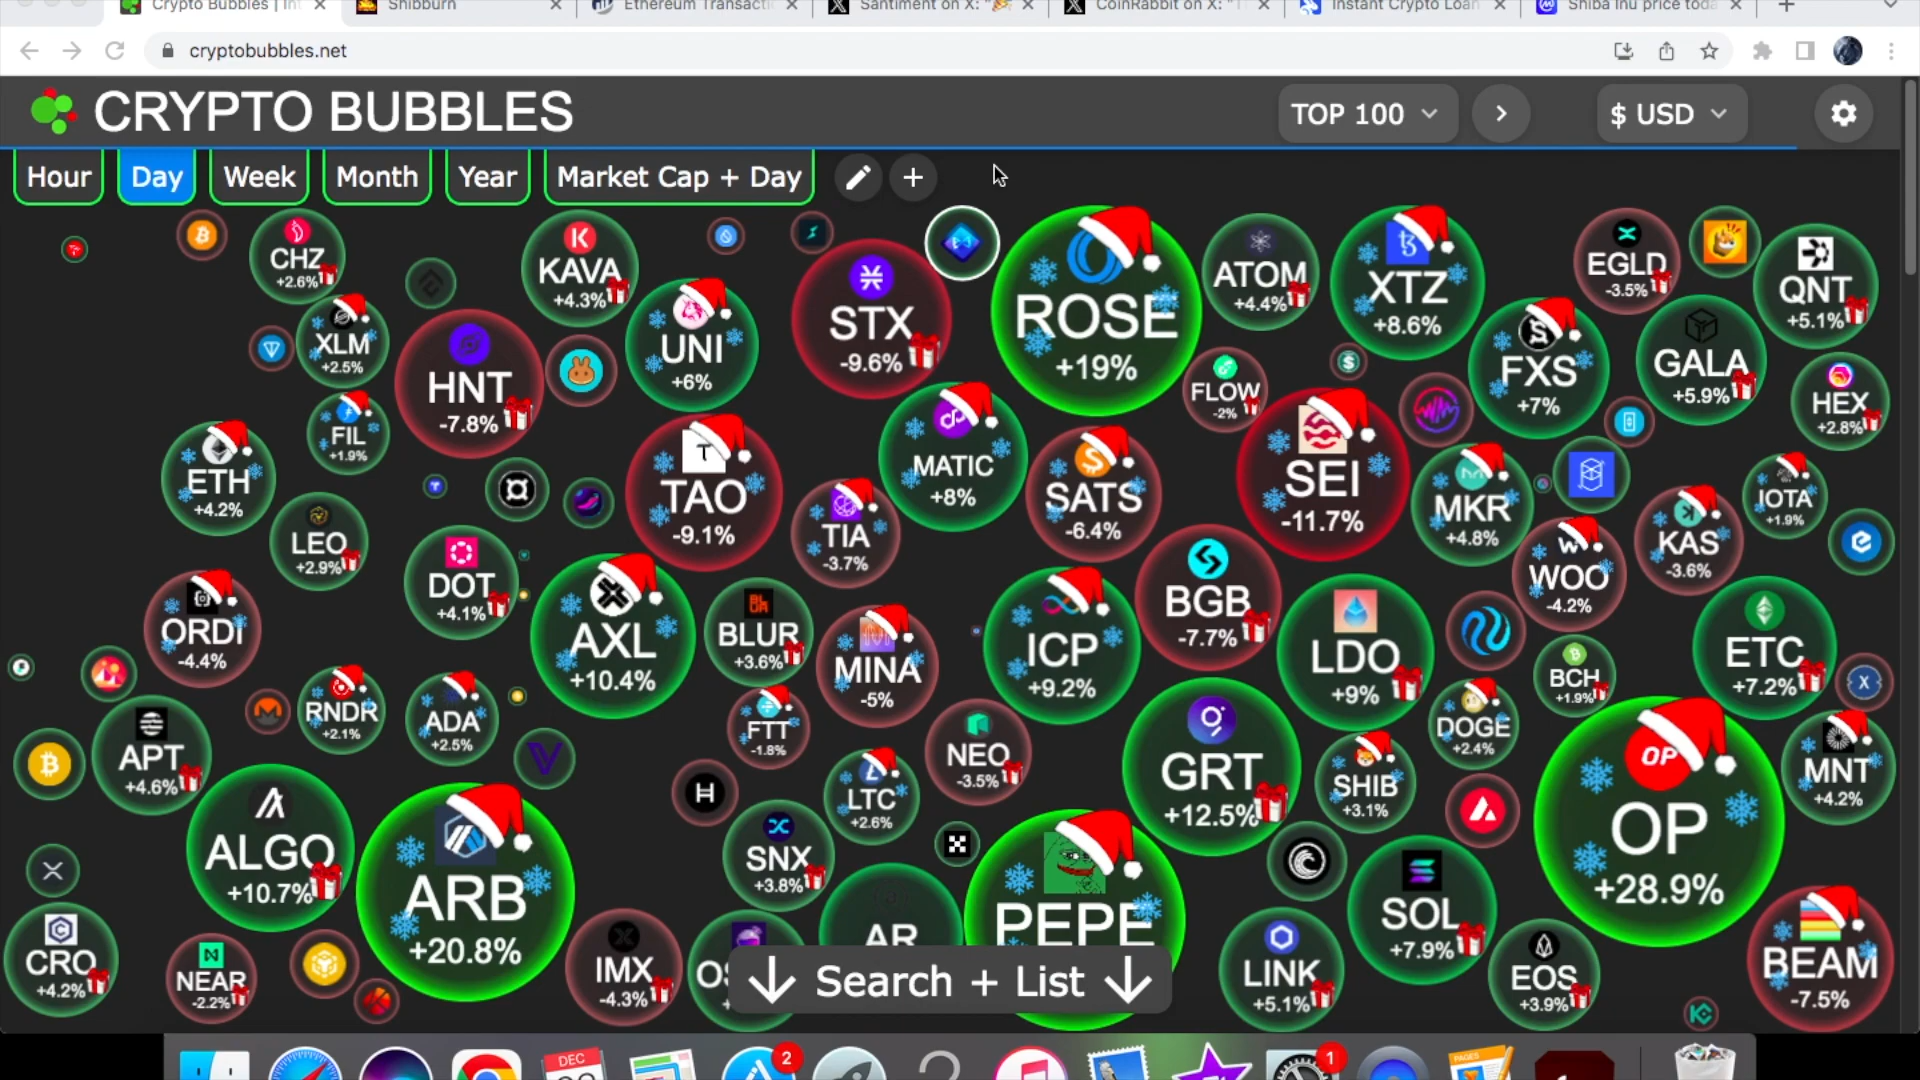 Crypto Bubbles | Int
Shibburn
Ethereum Transacti
Santiment on X: "
CoinRabbit on X: "T
Instant Crypto Loan
Shiba Inu price toda
cryptobubbles.net
CRYPTO BUBBLES
TOP 100
$ USD
Hour
Day
Week
Month
Year
Market Cap + Day
CHZ
+2.6%
KAVA
+4.3%
XLM
+2.5%
UNI
+6%
STX
-9.6%
ROSE
+19%
ATOM
+4.4%
XTZ
+8.6%
EGLD
-3.5%
QNT
+5.1%
HNT
-7.8%
FLOW
-2%
FXS
+7%
GALA
+5.9%
HEX
+2.8%
FIL
+1.9%
ETH
+4.2%
TAO
-9.1%
MATIC
+8%
SATS
-6.4%
SEI
-11.7%
MKR
+4.8%
IOTA
+1.9%
LEO
+2.9%
TIA
-3.7%
KAS
-3.6%
DOT
+4.1%
WOO
-4.2%
ORDI
-4.4%
AXL
+10.4%
BLUR
+3.6%
MINA
-5%
ICP
+9.2%
BGB
-7.7%
LDO
+9%
BCH
+1.9%
ETC
+7.2%
RNDR
+2.1%
ADA
+2.5%
FTT
-1.8%
DOGE
+2.4%
APT
+4.6%
NEO
-3.5%
GRT
+12.5%
SHIB
+3.1%
OP
OP
+28.9%
MNT
+4.2%
LTC
+2.6%
ALGO
+10.7%
ARB
+20.8%
SNX
+3.8%
AR
PEPE
SOL
+7.9%
CRO
+4.2%
NEAR
-2.2%
IMX
-4.3%
LINK
+5.1%
EOS
+3.9%
BEAM
-7.5%
↓ Search + List ↓
DEC
2
1
PAGES